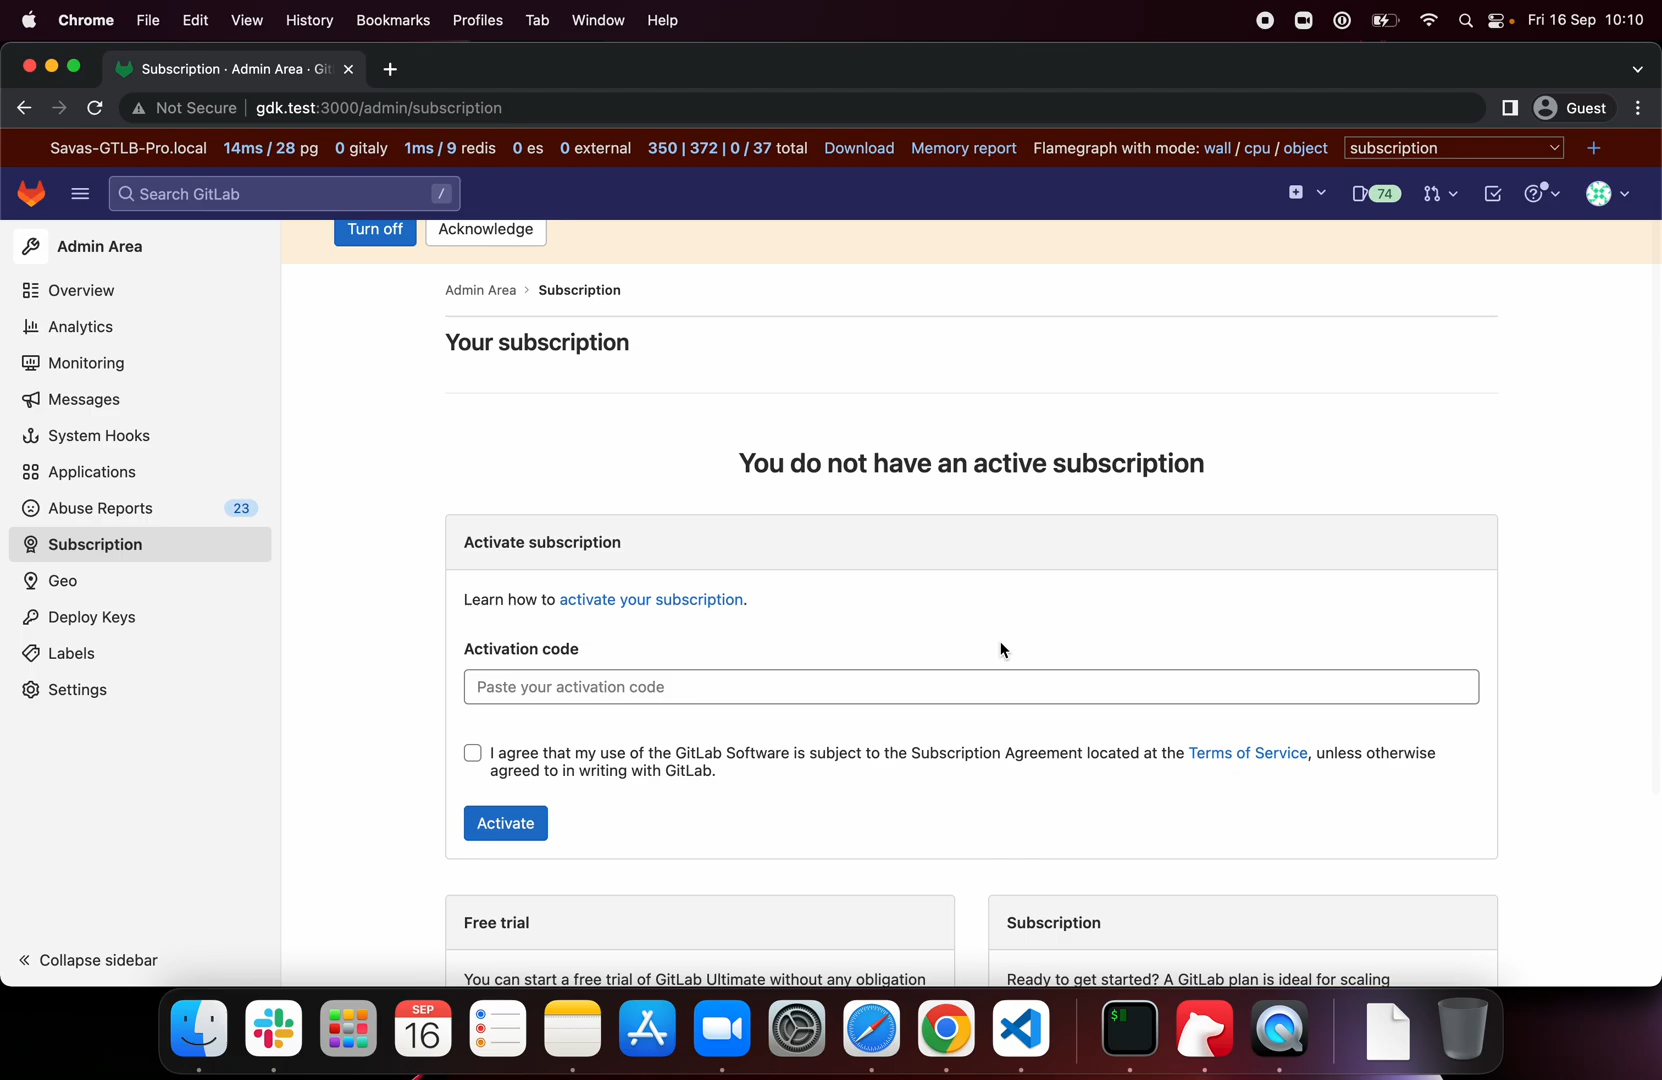 Chrome File Edit View History Bookmarks Profiles Tab Window Help Fri 16 Sep 10:10
Subscription · Admin Area · Git
Not Secure gdk.test:3000/admin/subscription Guest
Savas-GTLB-Pro.local 14ms / 28 pg 0 gitaly 1ms / 9 redis 0 es 0 external 350 | 372 | 0 / 37 total Download Memory report Flamegraph with mode: wall / cpu / object subscription +
Search GitLab / 74
Turn off Acknowledge
Admin Area
Overview
Analytics
Monitoring
Messages
System Hooks
Applications
Abuse Reports 23
Subscription
Geo
Deploy Keys
Labels
Settings
Collapse sidebar
Admin Area › Subscription
Your subscription
You do not have an active subscription
Activate subscription
Learn how to activate your subscription.
Activation code
Paste your activation code
I agree that my use of the GitLab Software is subject to the Subscription Agreement located at the Terms of Service, unless otherwise
agreed to in writing with GitLab.
Activate
Free trial
You can start a free trial of GitLab Ultimate without any obligation
Subscription
Ready to get started? A GitLab plan is ideal for scaling
SEP
16
$